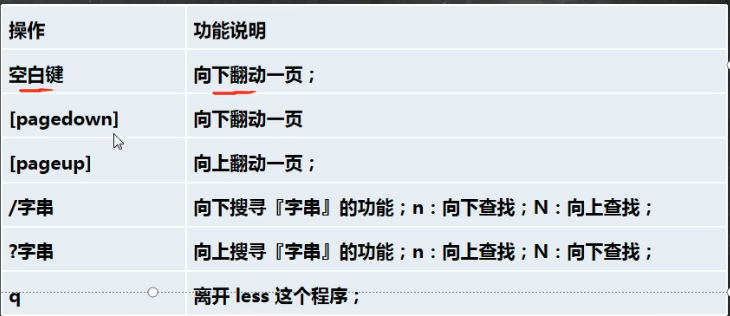 操作 功能说明
空白键 向下翻动一页；
[pagedown] 向下翻动一页
[pageup] 向上翻动一页；
/字串 向下搜寻『字串』的功能；n：向下查找；N：向上查找；
?字串 向上搜寻『字串』的功能；n：向上查找；N：向下查找；
q 离开 less 这个程序；